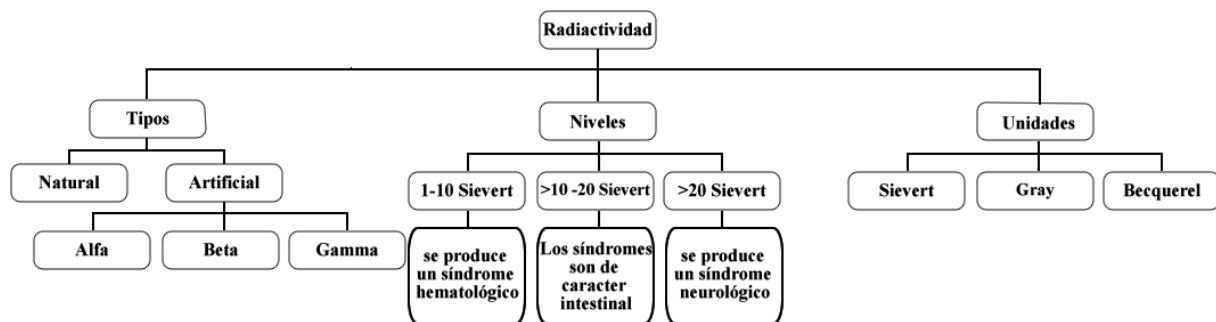 Radiactividad
Tipos
Niveles
Unidades
Natural
Artificial
1-10 Sievert
>10 -20 Sievert
>20 Sievert
Sievert
Gray
Becquerel
Alfa
Beta
Gamma
se produce
un síndrome
hematológico
Los síndromes
son de
caracter
intestinal
se produce
un síndrome
neurológico